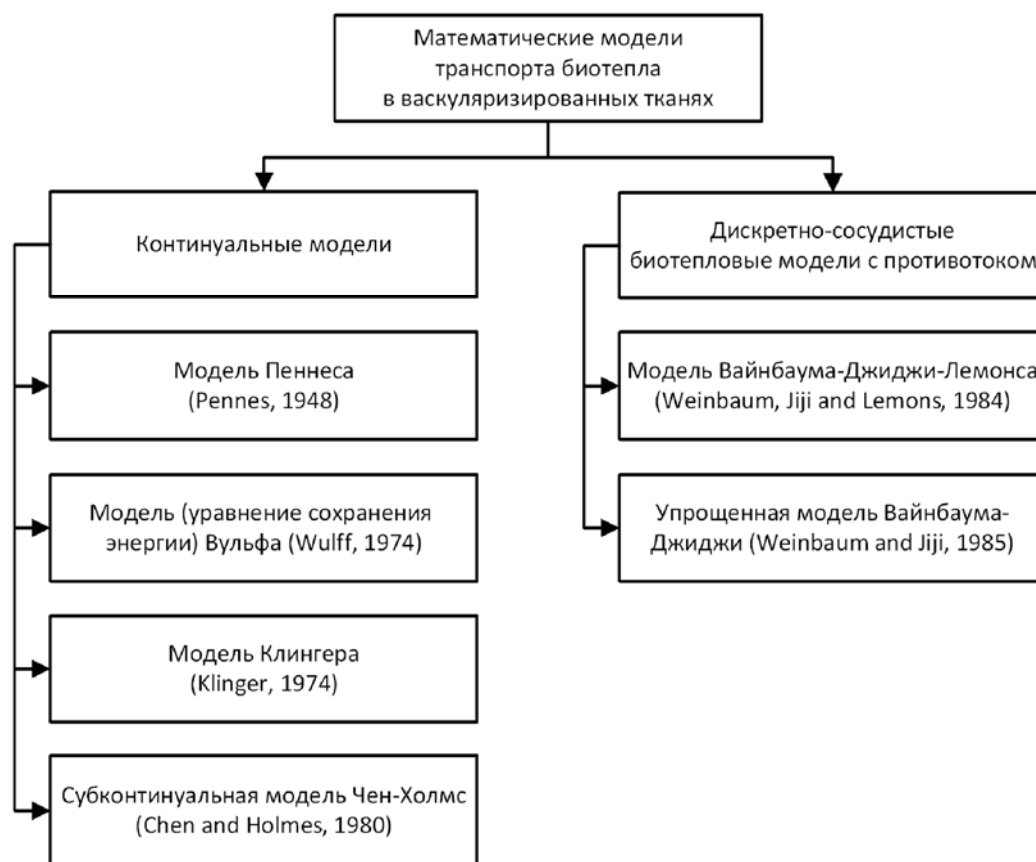 Математические модели
транспорта биотепла
в васкуляризированных тканях
Континуальные модели
Дискретно-сосудистые
биотепловые модели с противотоком
Модель Пеннеса
(Pennes, 1948)
Модель Вайнбаума-Джиджи-Лемонса
(Weinbaum, Jiji and Lemons, 1984)
Модель (уравнение сохранения
энергии) Вульфа (Wulff, 1974)
Упрощенная модель Вайнбаума-
Джиджи (Weinbaum and Jiji, 1985)
Модель Клингера
(Klinger, 1974)
Субконтинуальная модель Чен-Холмс
(Chen and Holmes, 1980)